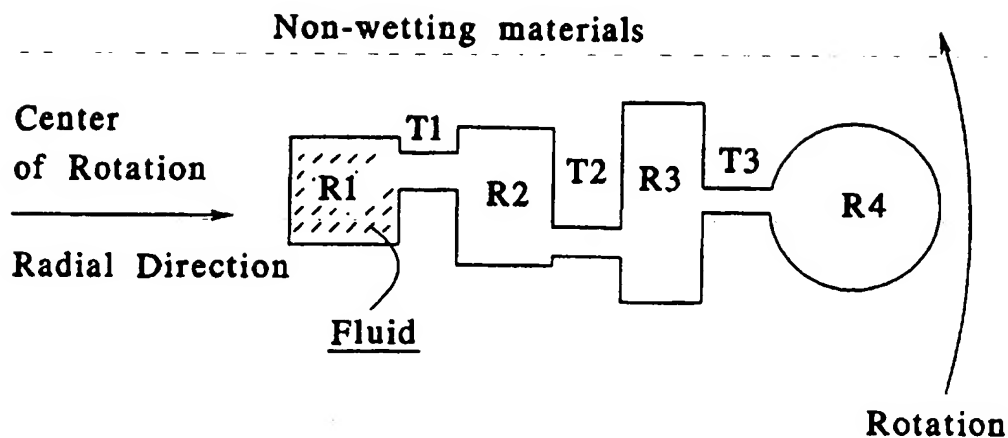 Non-wetting materials
Center
of Rotation
Radial Direction
R1
T1
R2
T2
R3
T3
R4
Fluid
Rotation